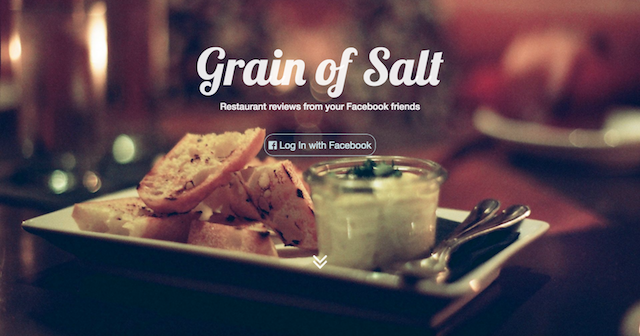 Grain of Salt
Restaurant reviews from your Facebook friends
Log In with Facebook